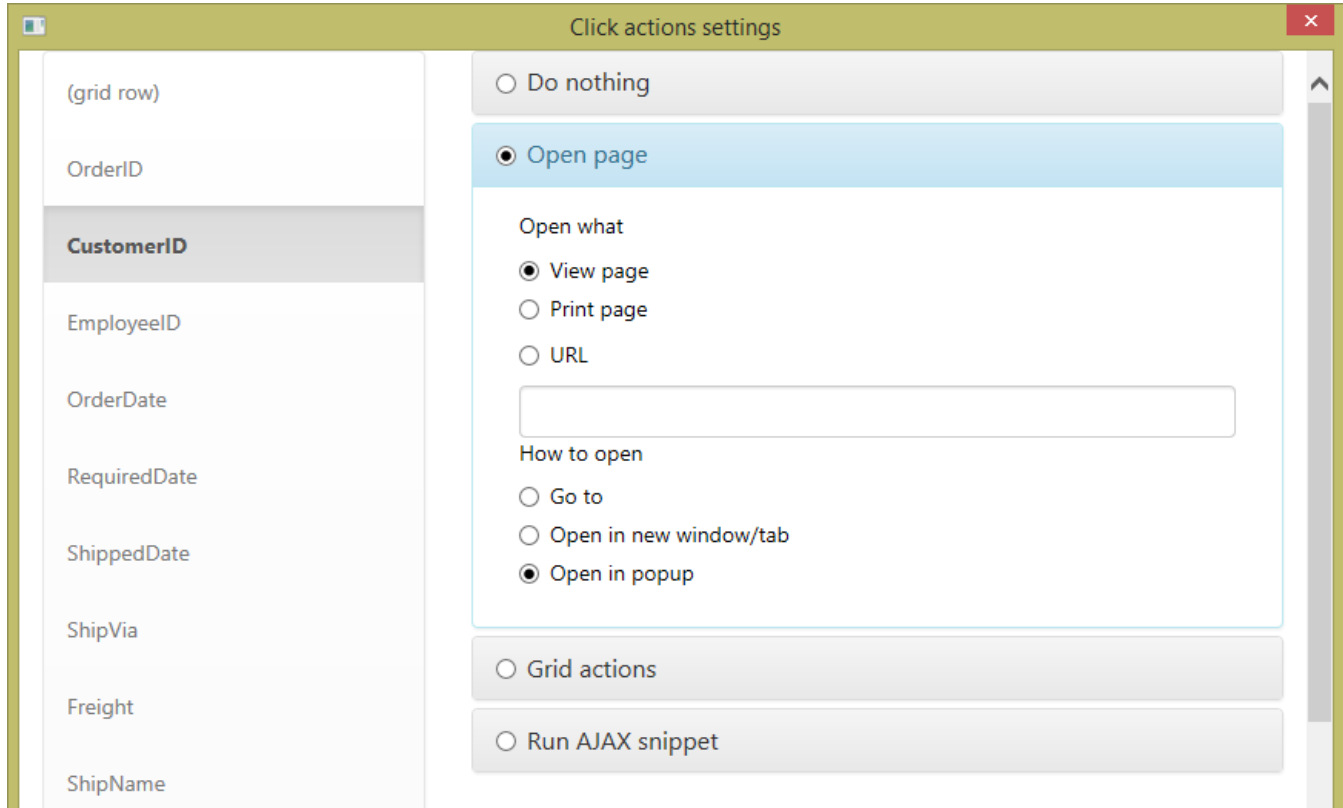 Click actions settings
(grid row)
OrderID
CustomerID
EmployeeID
OrderDate
RequiredDate
ShippedDate
ShipVia
Freight
ShipName
Do nothing
Open page
Open what
View page
Print page
URL
How to open
Go to
Open in new window/tab
Open in popup
Grid actions
Run AJAX snippet